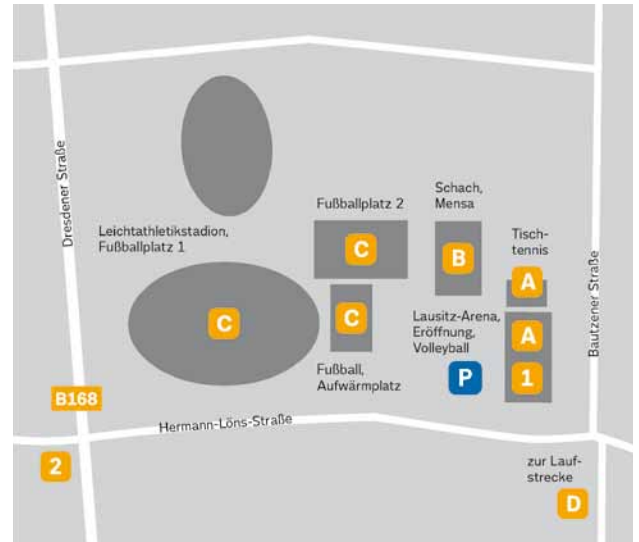 Dresdener Straße
Leichtathletikstadion,
Fußballplatz 1
C
Fußballplatz 2
C
C
Fußball,
Aufwärmplatz
Schach,
Mensa
B
Tisch-
tennis
A
Lausitz-Arena,
Eröffnung,
Volleyball
A
1
P
Bautzener Straße
B168
Hermann-Löns-Straße
2
zur Lauf-
strecke
D